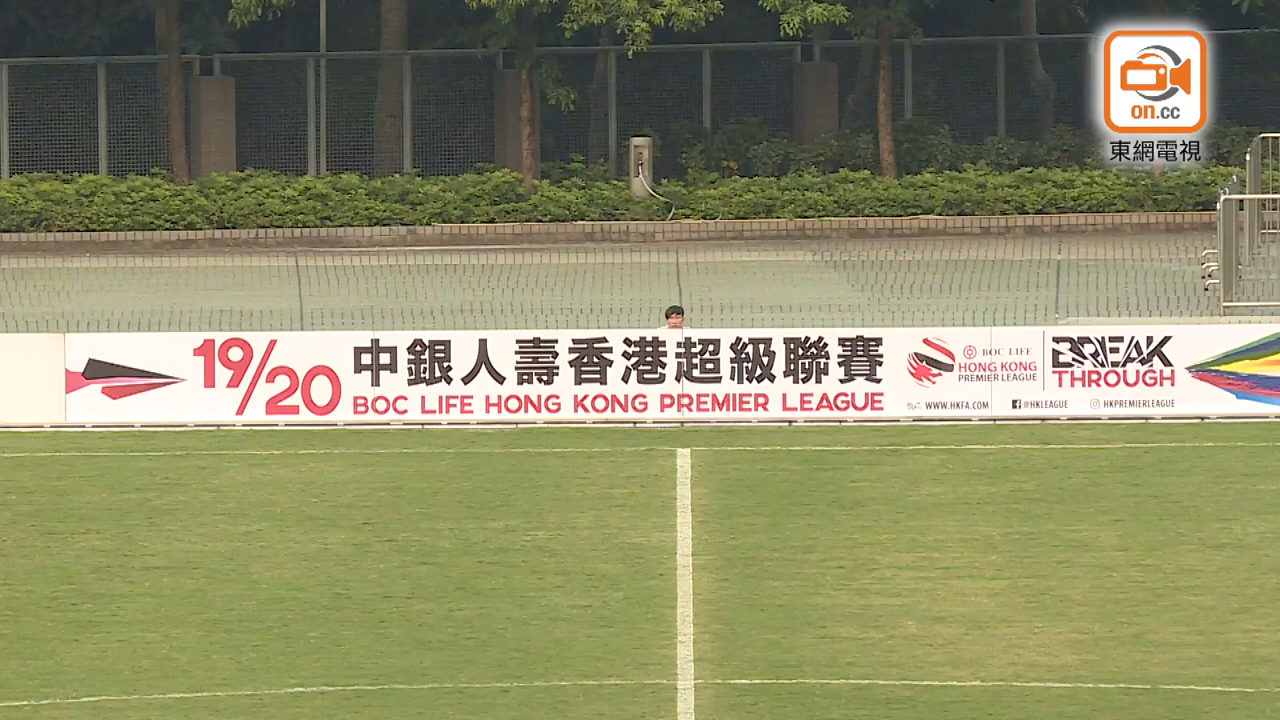 on.cc
東網電視
19/20
中銀人壽香港超級聯賽
BOC LIFE HONG KONG PREMIER LEAGUE
BOC LIFE
HONG KONG
PREMIER LEAGUE
WWW.HKFA.COM
BREAK
THROUGH
@HKLEAGUE
HKPREMIERLEAGUE